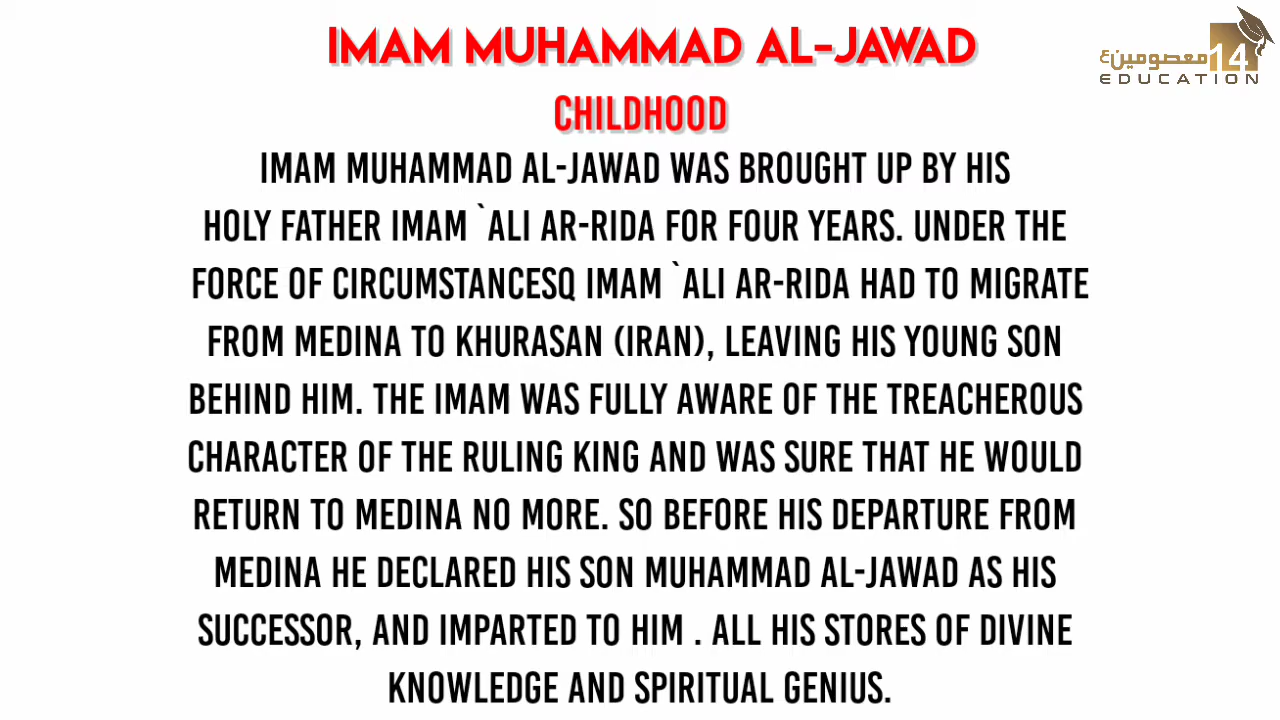 IMAM MUHAMMAD AL-JAWAD
معصومینؑ 14
EDUCATION
CHILDHOOD
IMAM MUHAMMAD AL-JAWAD WAS BROUGHT UP BY HIS
HOLY FATHER IMAM `ALI AR-RIDA FOR FOUR YEARS. UNDER THE
FORCE OF CIRCUMSTANCESQ IMAM `ALI AR-RIDA HAD TO MIGRATE
FROM MEDINA TO KHURASAN (IRAN), LEAVING HIS YOUNG SON
BEHIND HIM. THE IMAM WAS FULLY AWARE OF THE TREACHEROUS
CHARACTER OF THE RULING KING AND WAS SURE THAT HE WOULD
RETURN TO MEDINA NO MORE. SO BEFORE HIS DEPARTURE FROM
MEDINA HE DECLARED HIS SON MUHAMMAD AL-JAWAD AS HIS
SUCCESSOR, AND IMPARTED TO HIM . ALL HIS STORES OF DIVINE
KNOWLEDGE AND SPIRITUAL GENIUS.